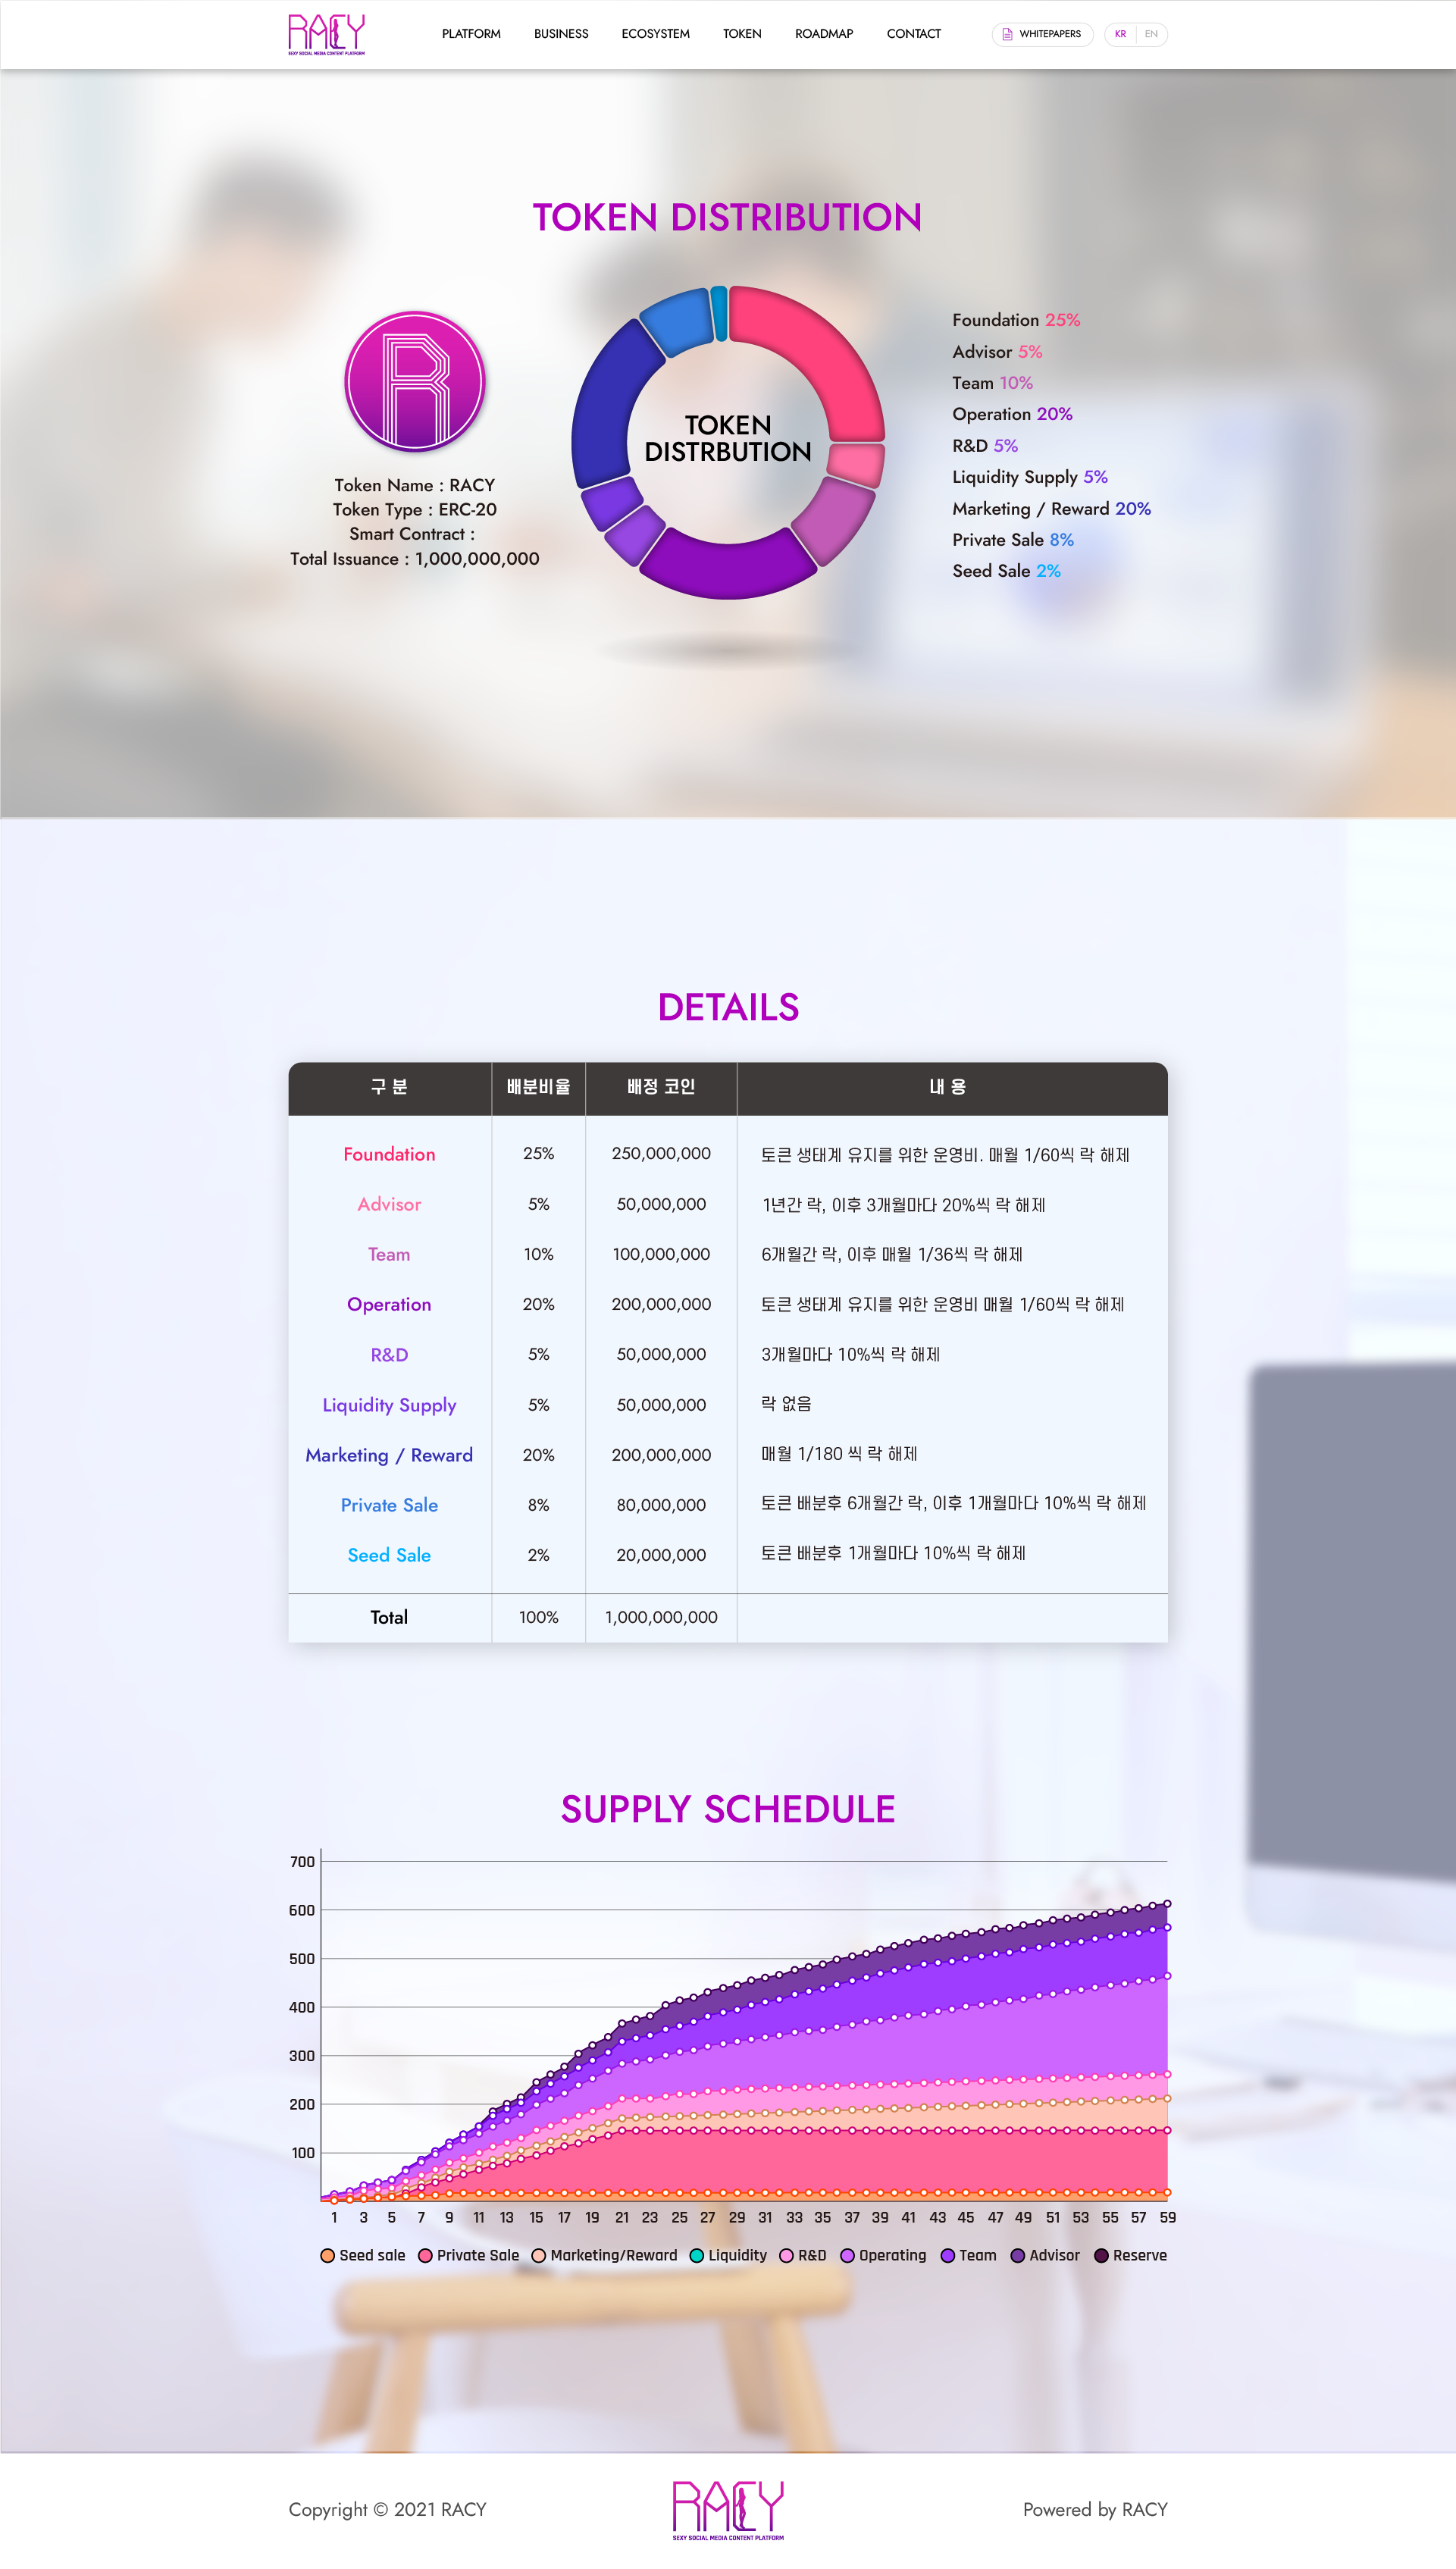 RACY
SEXY SOCIAL MEDIA CONTENT PLATFORM
PLATFORM BUSINESS ECOSYSTEM TOKEN ROADMAP CONTACT WHITEPAPERS KR EN
TOKEN DISTRIBUTION
R
Token Name : RACY
Token Type : ERC-20
Smart Contract :
Total Issuance : 1,000,000,000
TOKEN
DISTRBUTION
Foundation 25%
Advisor 5%
Team 10%
Operation 20%
R&D 5%
Liquidity Supply 5%
Marketing / Reward 20%
Private Sale 8%
Seed Sale 2%
DETAILS
구 분 배분비율 배정 코인 내 용
Foundation 25% 250,000,000 토큰 생태계 유지를 위한 운영비. 매월 1/60씩 락 해제
Advisor 5% 50,000,000 1년간 락, 이후 3개월마다 20%씩 락 해제
Team 10% 100,000,000 6개월간 락, 이후 매월 1/36씩 락 해제
Operation 20% 200,000,000 토큰 생태계 유지를 위한 운영비 매월 1/60씩 락 해제
R&D 5% 50,000,000 3개월마다 10%씩 락 해제
Liquidity Supply 5% 50,000,000 락 없음
Marketing / Reward 20% 200,000,000 매월 1/180 씩 락 해제
Private Sale 8% 80,000,000 토큰 배분후 6개월간 락, 이후 1개월마다 10%씩 락 해제
Seed Sale 2% 20,000,000 토큰 배분후 1개월마다 10%씩 락 해제
Total 100% 1,000,000,000
SUPPLY SCHEDULE
700
600
500
400
300
200
100
1 3 5 7 9 11 13 15 17 19 21 23 25 27 29 31 33 35 37 39 41 43 45 47 49 51 53 55 57 59
Seed sale Private Sale Marketing/Reward Liquidity R&D Operating Team Advisor Reserve
Copyright © 2021 RACY
RACY
SEXY SOCIAL MEDIA CONTENT PLATFORM
Powered by RACY